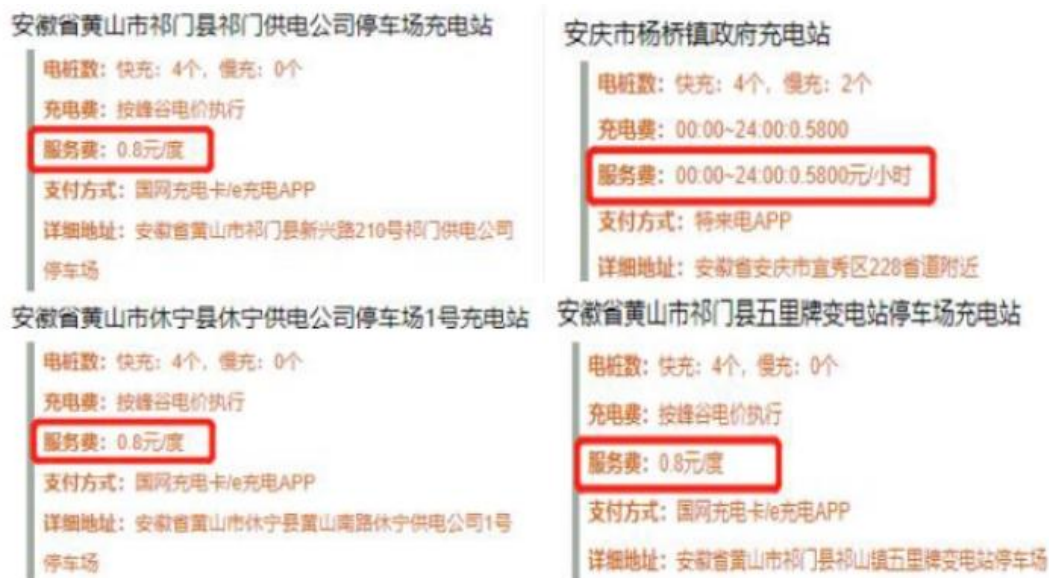 安徽省黄山市祁门县祁门供电公司停车场充电站
电桩数：快充：4个，慢充：0个
充电费：按峰谷电价执行
服务费：0.8元/度
支付方式：国网充电卡/e充电APP
详细地址：安徽省黄山市祁门县新兴路210号祁门供电公司
停车场
安庆市杨桥镇政府充电站
电桩数：快充：4个，慢充：2个
充电费：00:00~24:00:0.5800
服务费：00:00~24:00:0.5800元/小时
支付方式：特来电APP
详细地址：安徽省安庆市宜秀区228省道附近
安徽省黄山市休宁县休宁供电公司停车场1号充电站
电桩数：快充：4个，慢充：0个
充电费：按峰谷电价执行
服务费：0.8元/度
支付方式：国网充电卡/e充电APP
详细地址：安徽省黄山市休宁县黄山南路休宁供电公司1号
停车场
安徽省黄山市祁门县五里牌变电站停车场充电站
电桩数：快充：4个，慢充：0个
充电费：按峰谷电价执行
服务费：0.8元/度
支付方式：国网充电卡/e充电APP
详细地址：安徽省黄山市祁门县祁山镇五里牌变电站停车场